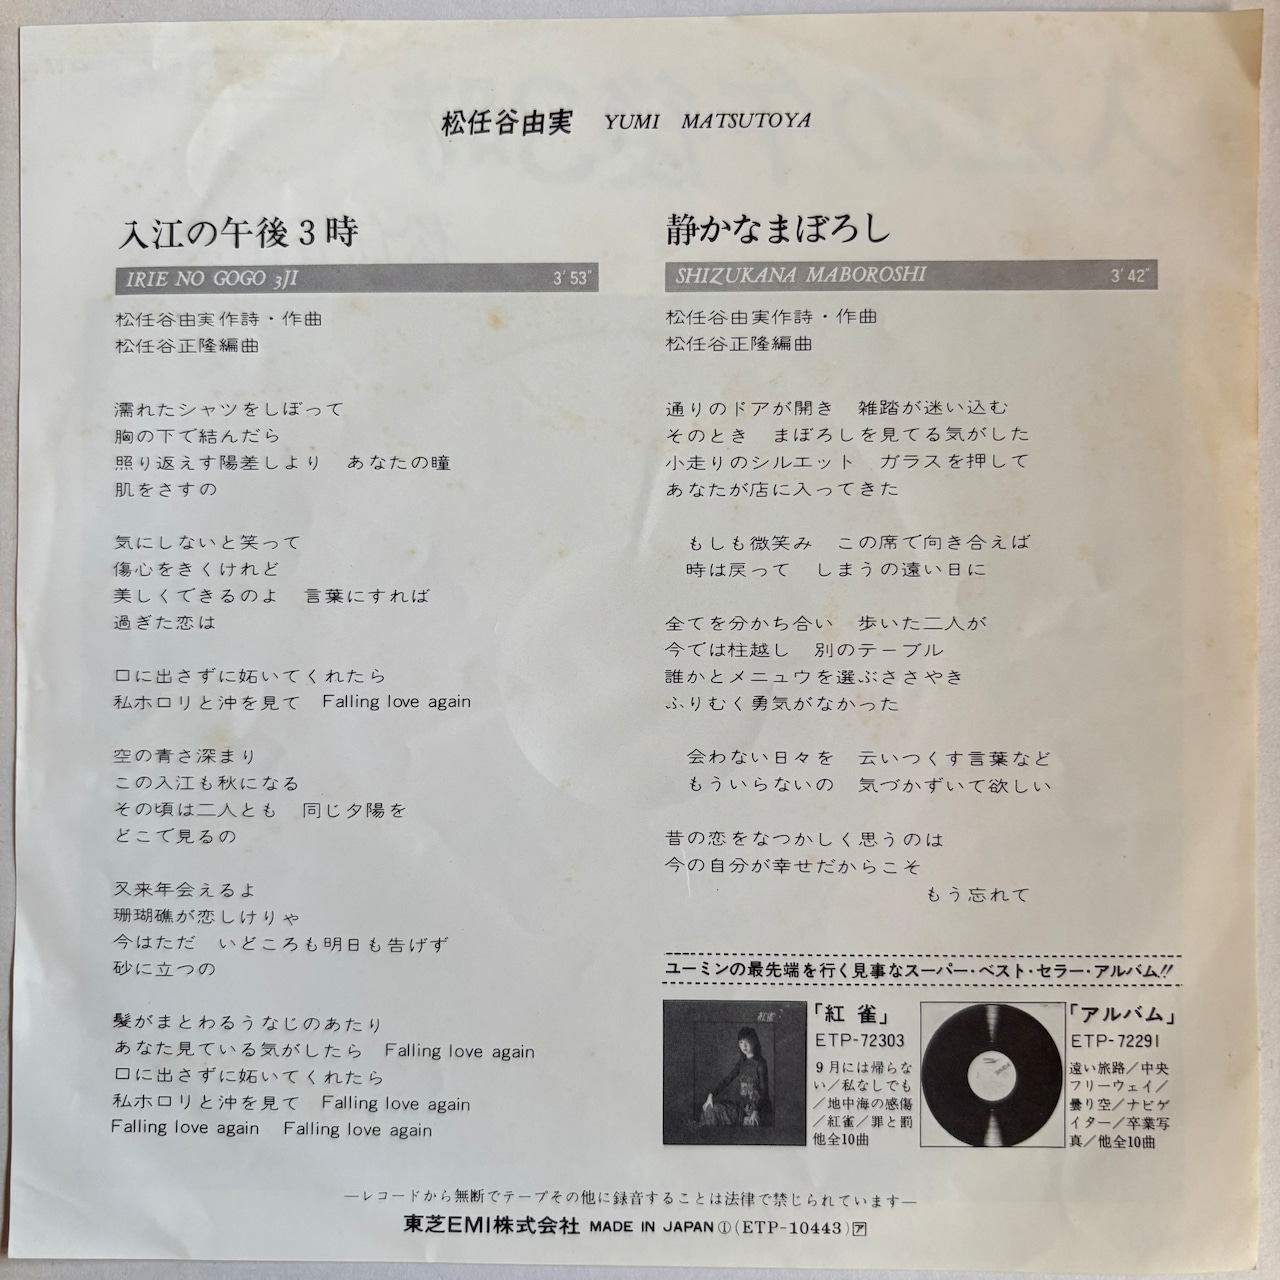 松任谷由実 YUMI MATSUTOYA
入江の午後3時
IRIE NO GOGO 3JI 3'53"
松任谷由実作詩・作曲
松任谷正隆編曲
濡れたシャツをしぼって
胸の下で結んだら
照り返えす陽差しより あなたの瞳
肌をさすの
気にしないと笑って
傷心をきくけれど
美しくできるのよ 言葉にすれば
過ぎた恋は
口に出さずに妬いてくれたら
私ホロリと沖を見て Falling love again
空の青さ深まり
この入江も秋になる
その頃は二人とも 同じ夕陽を
どこで見るの
又来年会えるよ
珊瑚礁が恋しけりゃ
今はただ いどころも明日も告げず
砂に立つの
髪がまとわるうなじのあたり
あなた見ている気がしたら Falling love again
口に出さずに妬いてくれたら
私ホロリと沖を見て Falling love again
Falling love again Falling love again
静かなまぼろし
SHIZUKANA MABOROSHI 3'42"
松任谷由実作詩・作曲
松任谷正隆編曲
通りのドアが開き 雑踏が迷い込む
そのとき まぼろしを見てる気がした
小走りのシルエット ガラスを押して
あなたが店に入ってきた
もしも微笑み この席で向き合えば
時は戻って しまうの遠い日に
全てを分かち合い 歩いた二人が
今では柱越し 別のテーブル
誰かとメニュウを選ぶささやき
ふりむく勇気がなかった
会わない日々を 云いつくす言葉など
もういらないの 気づかずいて欲しい
昔の恋をなつかしく思うのは
今の自分が幸せだからこそ
もう忘れて
ユーミンの最先端を行く見事なスーパー・ベスト・セラー・アルバム!!
紅雀
「紅 雀」
ETP-72303
9月には帰らな
い／私なしでも
／地中海の感傷
／紅雀／罪と罰
他全10曲
「アルバム」
ETP-72291
遠い旅路／中央
フリーウェイ／
曇り空／ナビゲ
イター／卒業写
真／他全10曲
—レコードから無断でテープその他に録音することは法律で禁じられています—
東芝EMI株式会社 MADE IN JAPAN ①(ETP-10443)ア